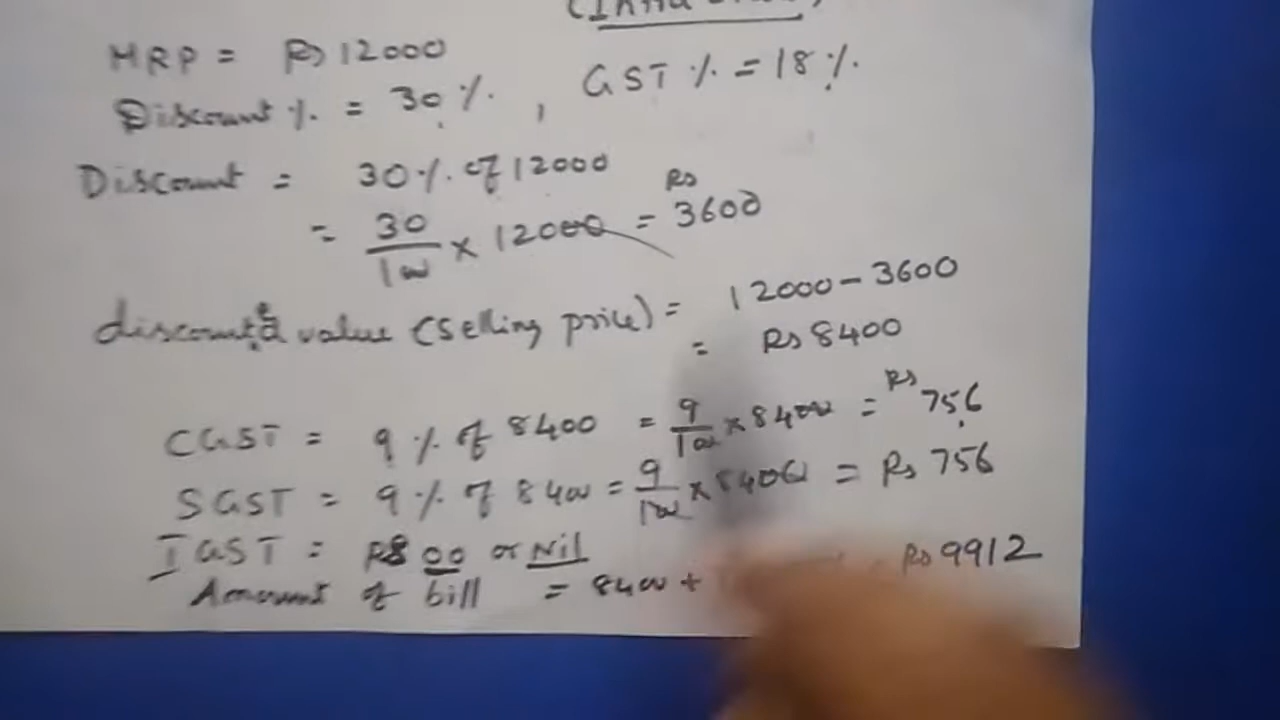 MRP = Rs 12000
Discount % = 30 %. , GST % = 18 %.
Discount = 30 % of 12000
= 30/100 × 12000 = Rs 3600
discounted value (selling price) = 12000 - 3600
= Rs 8400
CGST = 9 % of 8400 = 9/100 × 8400 = Rs 756
SGST = 9 % of 8400 = 9/100 × 8400 = Rs 756
IGST = Rs 00 or Nil
Amount of bill = 8400 + Rs 9912